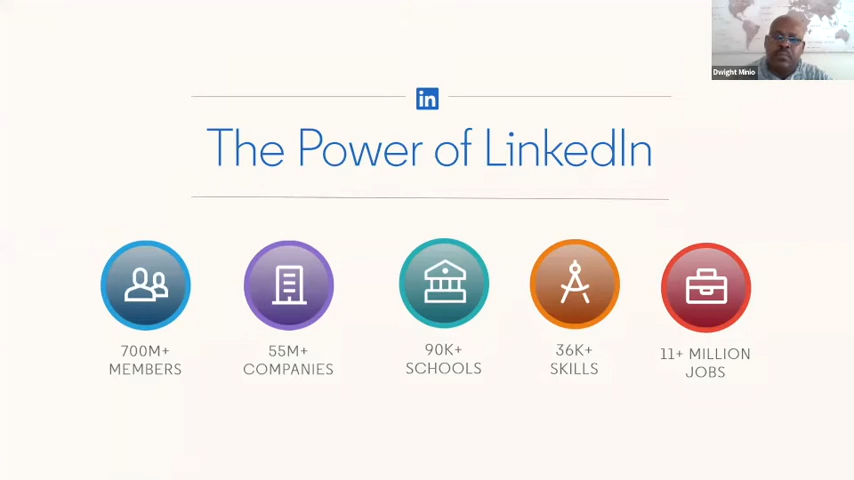 Dwight Minio
in
The Power of LinkedIn
700M+
MEMBERS
55M+
COMPANIES
90K+
SCHOOLS
36K+
SKILLS
11+ MILLION
JOBS